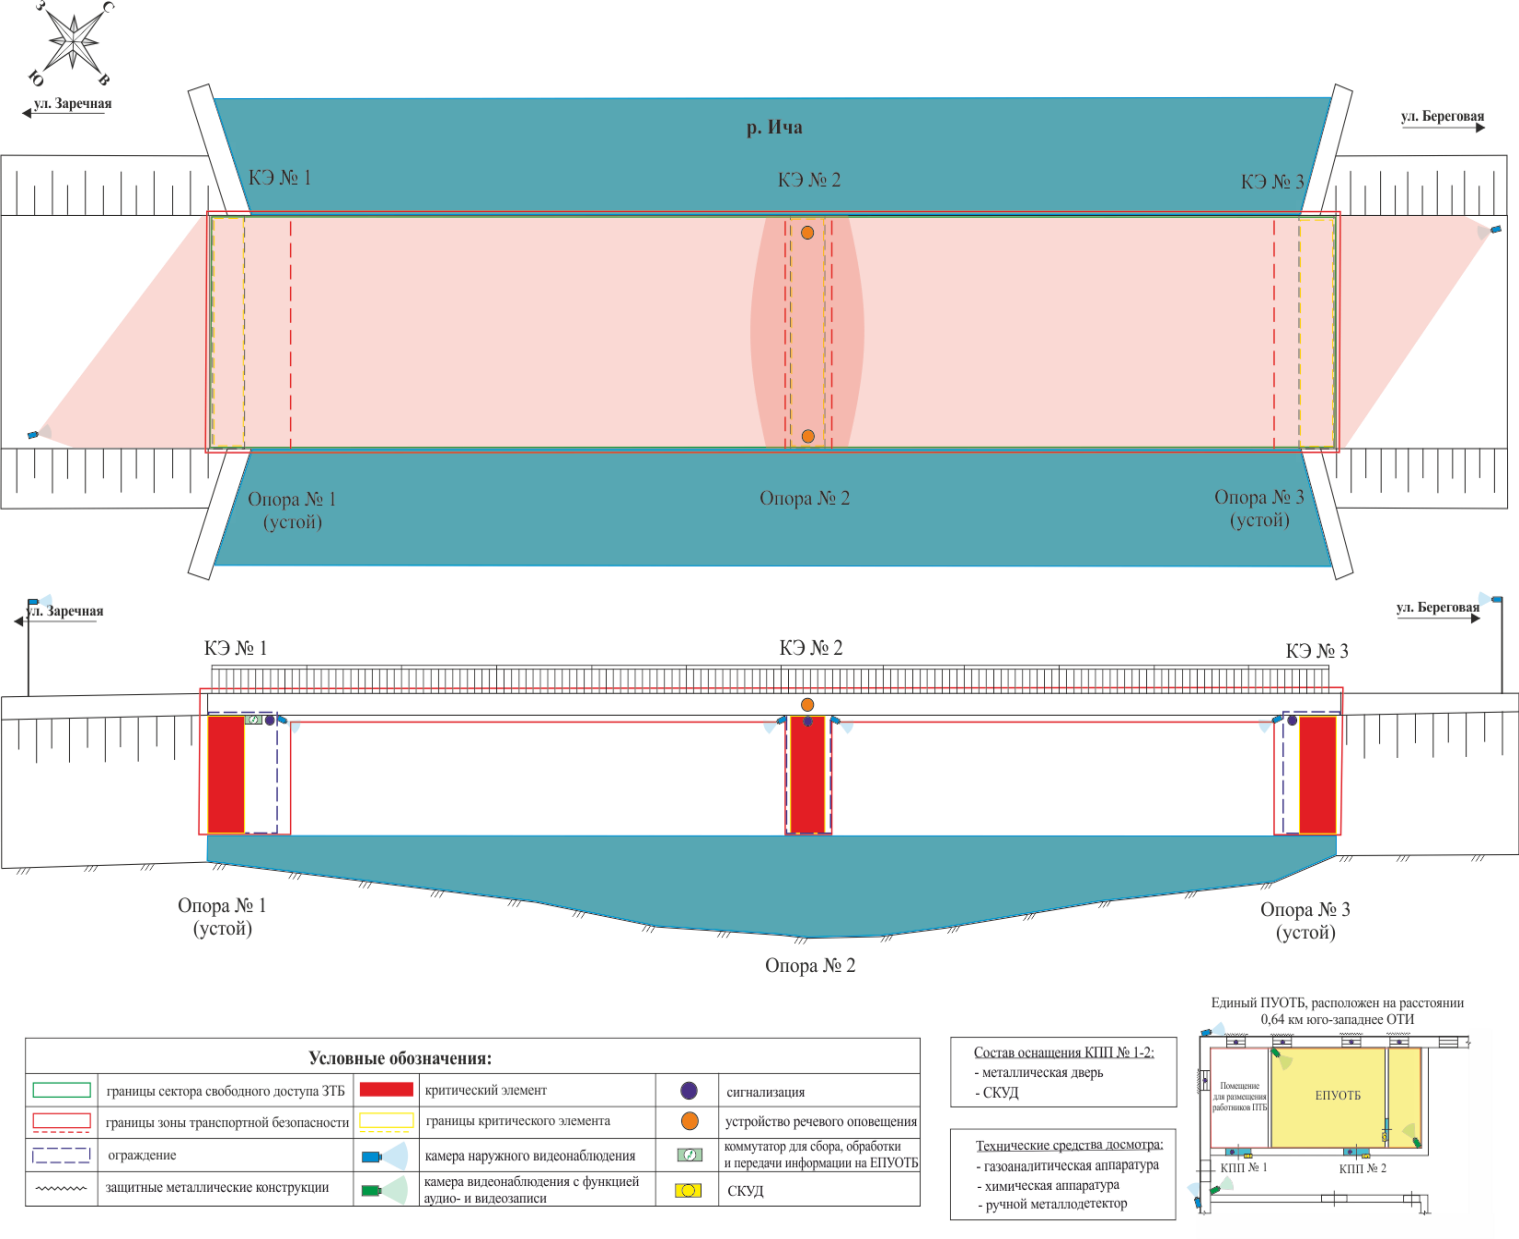 З
С
Ю
В
ул. Заречная
ул. Береговая
р. Ича
КЭ № 1
КЭ № 2
КЭ № 3
Опора № 1
(устой)
Опора № 2
Опора № 3
(устой)
ул. Заречная
ул. Береговая
КЭ № 1
КЭ № 2
КЭ № 3
Опора № 1
(устой)
Опора № 2
Опора № 3
(устой)
Условные обозначения:
границы сектора свободного доступа ЗТБ
критический элемент
сигнализация
границы зоны транспортной безопасности
границы критического элемента
устройство речевого оповещения
ограждение
камера наружного видеонаблюдения
коммутатор для сбора, обработки
и передачи информации на ЕПУОТБ
защитные металлические конструкции
камера видеонаблюдения с функцией
аудио- и видеозаписи
СКУД
Состав оснащения КПП № 1-2:
- металлическая дверь
- СКУД
Технические средства досмотра:
- газоаналитическая аппаратура
- химическая аппаратура
- ручной металлодетектор
Единый ПУОТБ, расположен на расстоянии
0,64 км юго-западнее ОТИ
Помещение
для размещения
работников ПТБ
ЕПУОТБ
КПП № 1
КПП № 2